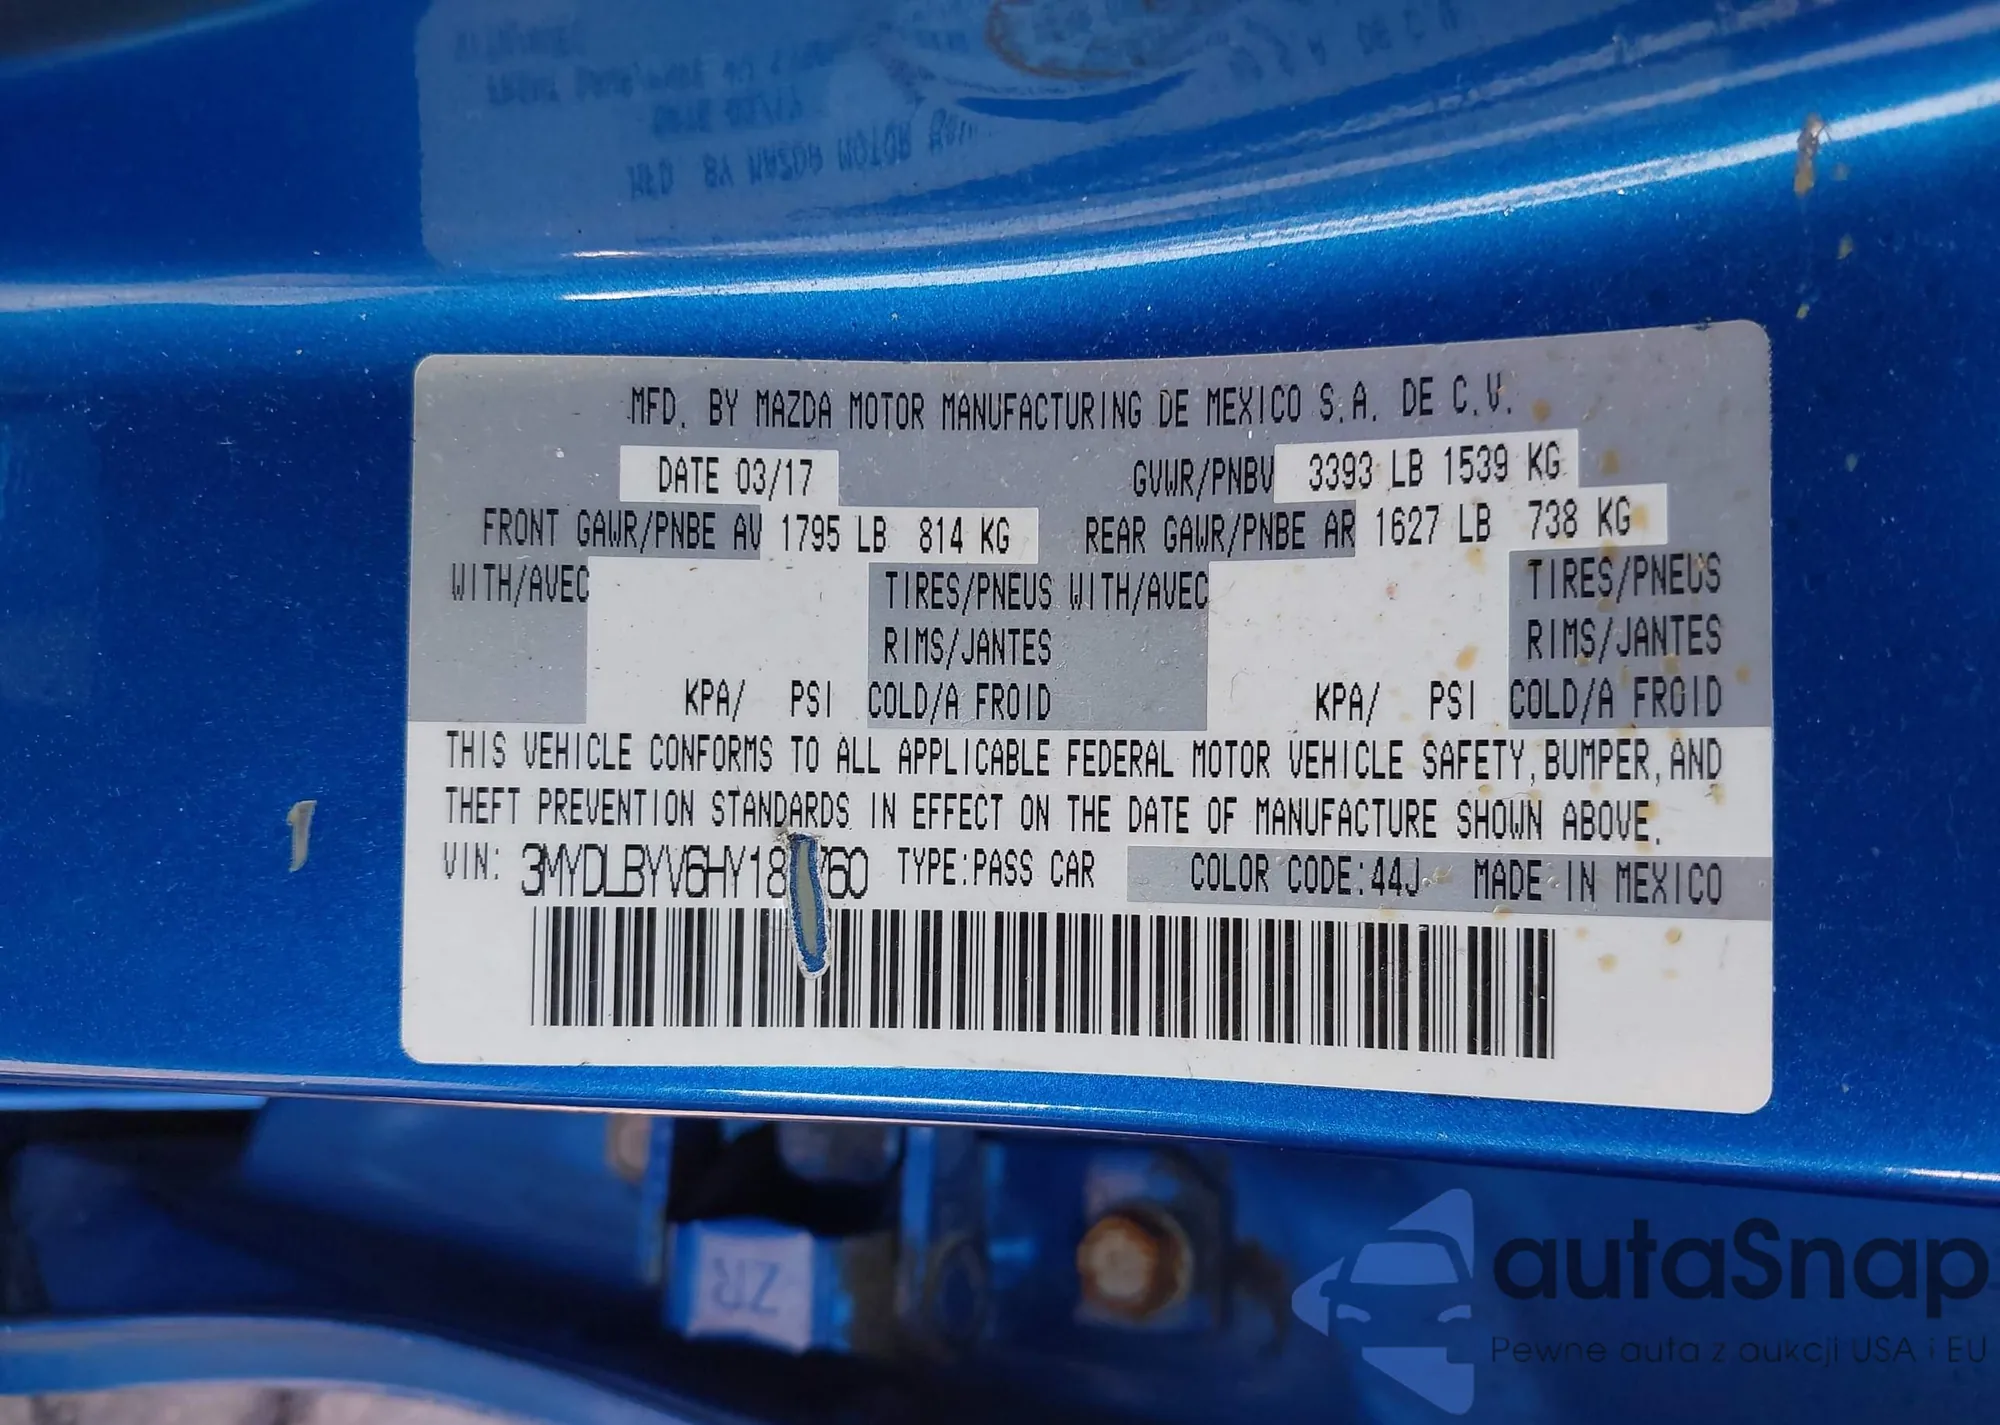 MFD. BY MAZDA MOTOR MANUFACTURING DE MEXICO S.A. DE C.V.
DATE 03/17 GVWR/PNBV 3393 LB 1539 KG
FRONT GAWR/PNBE AV 1795 LB 814 KG REAR GAWR/PNBE AR 1627 LB 738 KG
WITH/AVEC TIRES/PNEUS WITH/AVEC TIRES/PNEUS
RIMS/JANTES RIMS/JANTES
KPA/ PSI COLD/A FROID KPA/ PSI COLD/A FROID
THIS VEHICLE CONFORMS TO ALL APPLICABLE FEDERAL MOTOR VEHICLE SAFETY, BUMPER, AND
THEFT PREVENTION STANDARDS IN EFFECT ON THE DATE OF MANUFACTURE SHOWN ABOVE.
VIN: TYPE:PASS CAR COLOR CODE:44J MADE IN MEXICO
ZR
autaSnap
Pewne auta z aukcji USA i EU